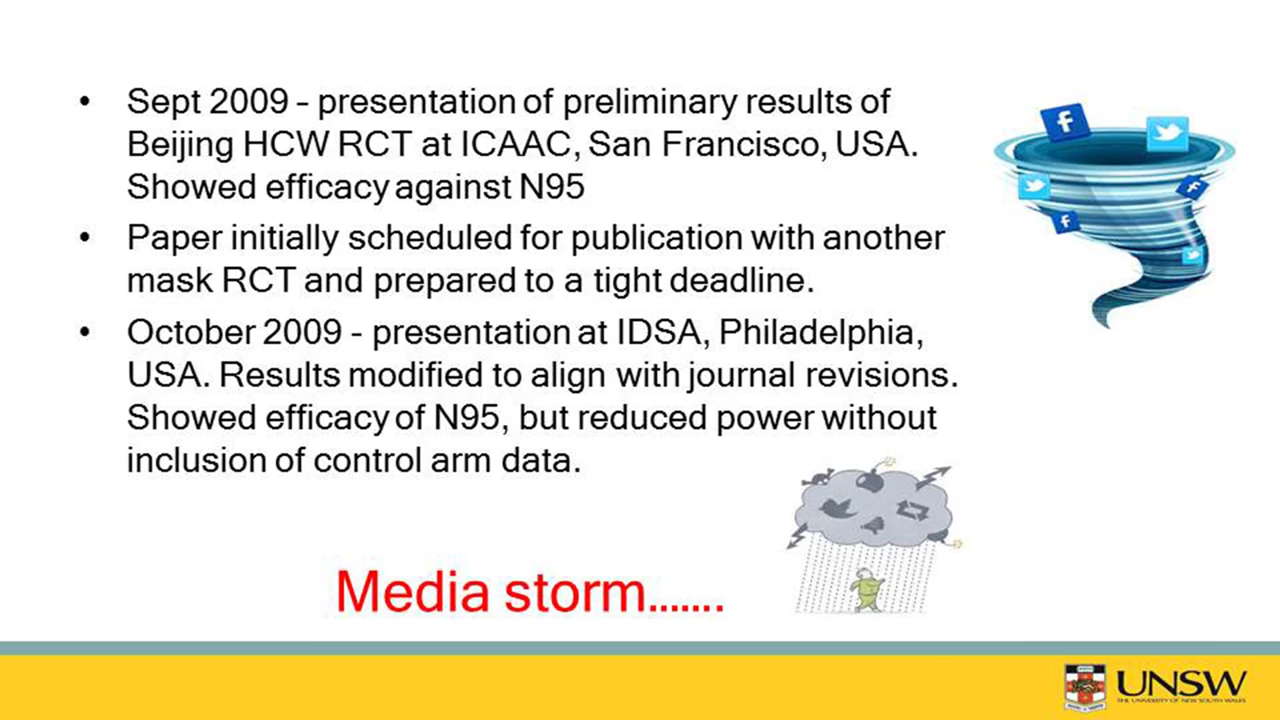 • Sept 2009 – presentation of preliminary results of
Beijing HCW RCT at ICAAC, San Francisco, USA.
Showed efficacy against N95
• Paper initially scheduled for publication with another
mask RCT and prepared to a tight deadline.
• October 2009 - presentation at IDSA, Philadelphia,
USA. Results modified to align with journal revisions.
Showed efficacy of N95, but reduced power without
inclusion of control arm data.
Media storm.......
UNSW
THE UNIVERSITY OF NEW SOUTH WALES